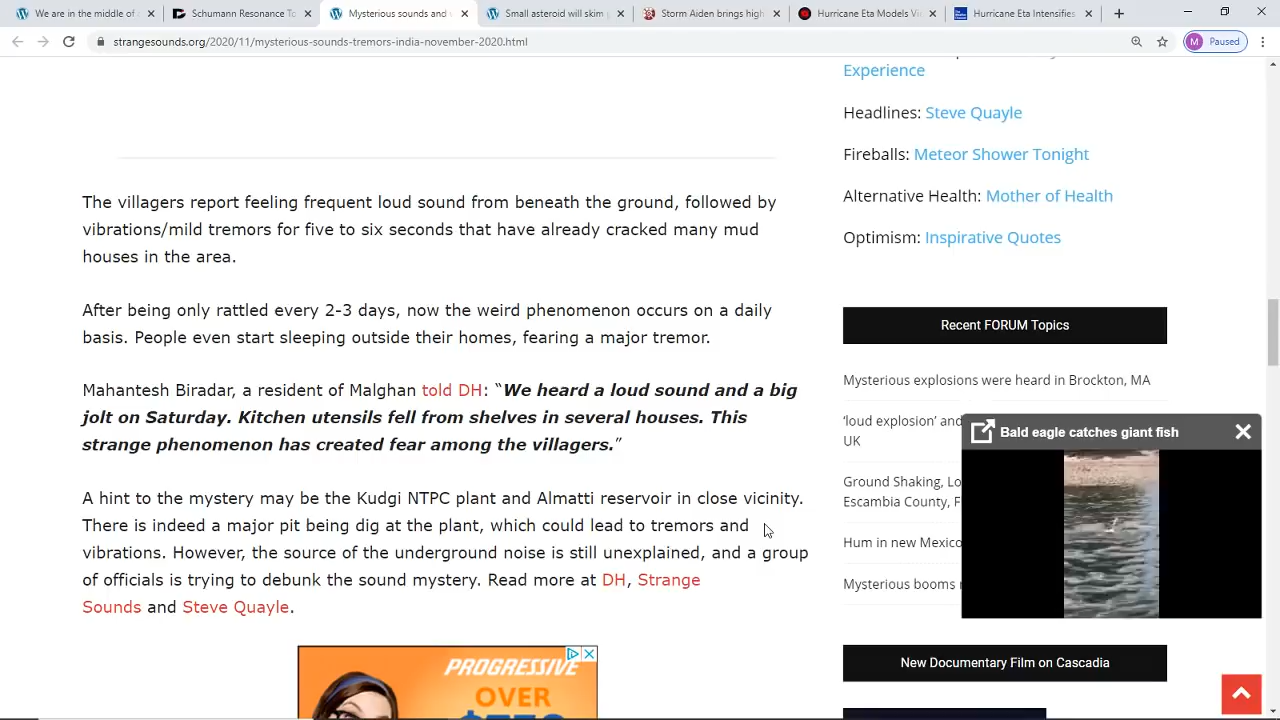 We are in the middle of
Schumann Resonance To
Mysterious sounds and
Small asteroid will skim
Storm Aiden brings high
Hurricane Eta Models Vi
Hurricane Eta Intensifies
strangesounds.org/2020/11/mysterious-sounds-tremors-india-november-2020.html
M Paused
Experience
Headlines: Steve Quayle
Fireballs: Meteor Shower Tonight
Alternative Health: Mother of Health
Optimism: Inspirative Quotes
The villagers report feeling frequent loud sound from beneath the ground, followed by
vibrations/mild tremors for five to six seconds that have already cracked many mud
houses in the area.
After being only rattled every 2-3 days, now the weird phenomenon occurs on a daily
basis. People even start sleeping outside their homes, fearing a major tremor.
Mahantesh Biradar, a resident of Malghan told DH: “We heard a loud sound and a big
jolt on Saturday. Kitchen utensils fell from shelves in several houses. This
strange phenomenon has created fear among the villagers.”
A hint to the mystery may be the Kudgi NTPC plant and Almatti reservoir in close vicinity.
There is indeed a major pit being dig at the plant, which could lead to tremors and
vibrations. However, the source of the underground noise is still unexplained, and a group
of officials is trying to debunk the sound mystery. Read more at DH, Strange
Sounds and Steve Quayle.
Recent FORUM Topics
Mysterious explosions were heard in Brockton, MA
‘loud explosion’ and
UK
Ground Shaking, Lo
Escambia County, F
Hum in new Mexico
Mysterious booms
Bald eagle catches giant fish
New Documentary Film on Cascadia
PROGRESSIVE
OVER